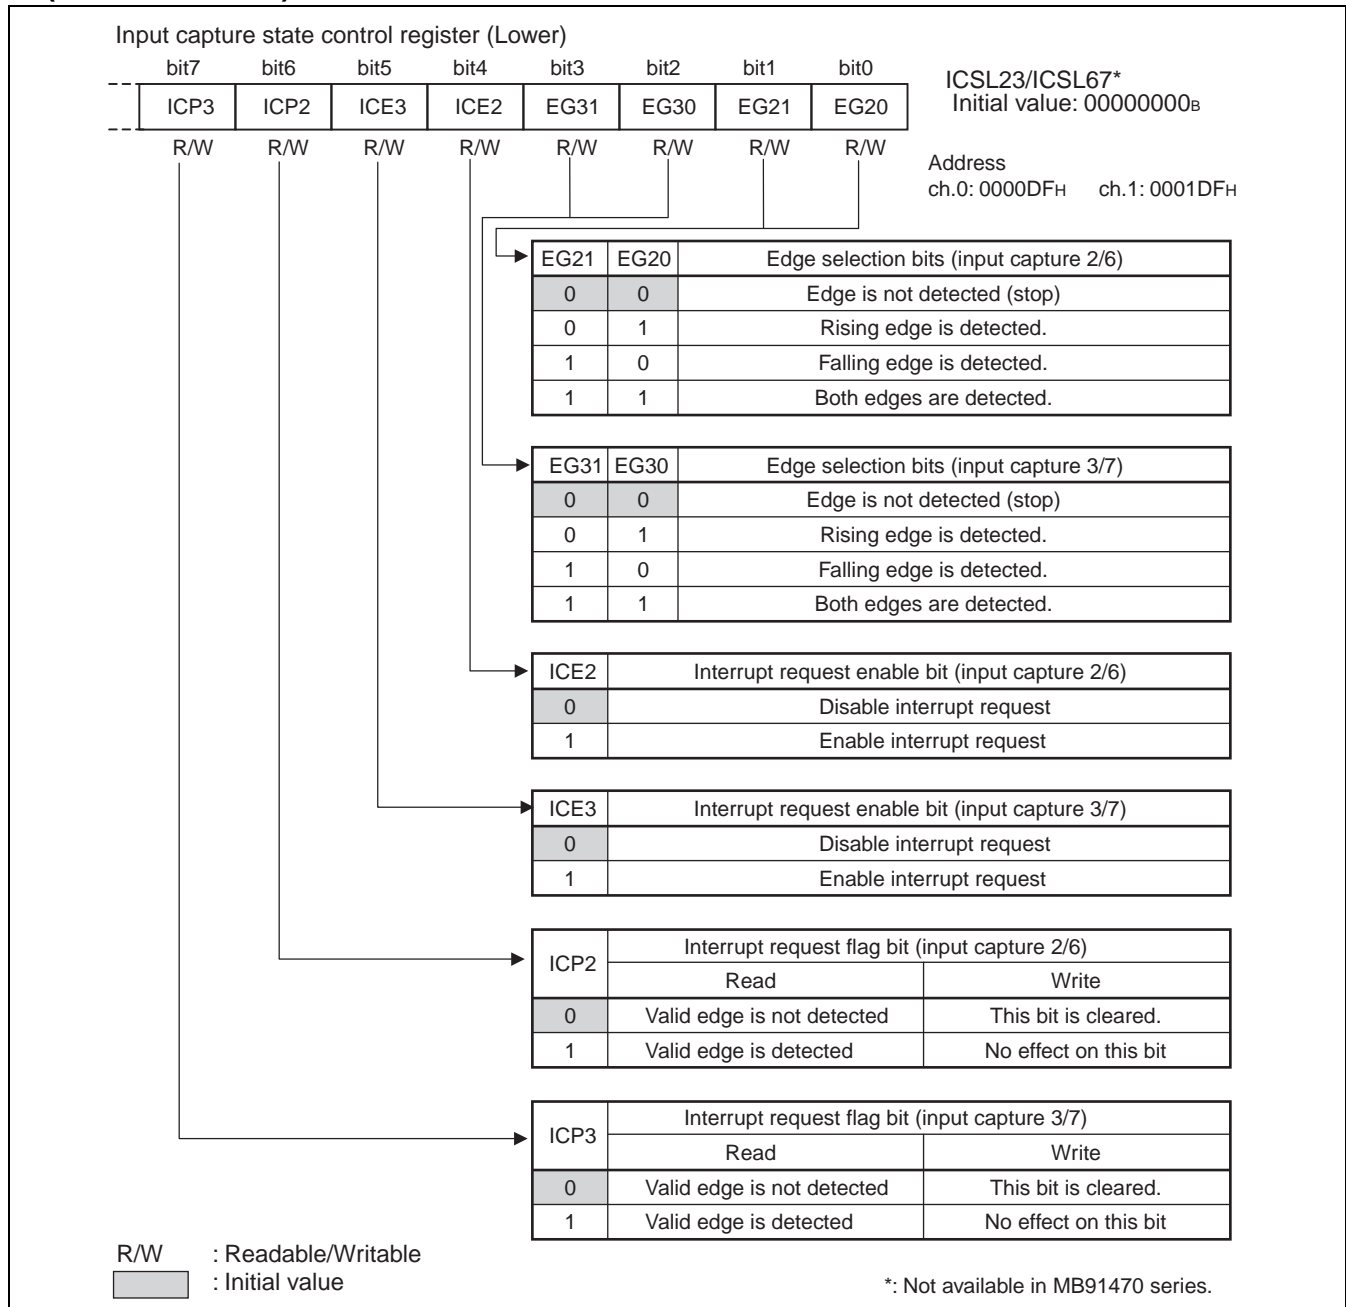 Input capture state control register (Lower)
bit7 bit6 bit5 bit4 bit3 bit2 bit1 bit0
ICP3 ICP2 ICE3 ICE2 EG31 EG30 EG21 EG20
R/W R/W R/W R/W R/W R/W R/W R/W
ICSL23/ICSL67*
Initial value: 00000000B
Address
ch.0: 0000DFH ch.1: 0001DFH
EG21 EG20 Edge selection bits (input capture 2/6)
0 0 Edge is not detected (stop)
0 1 Rising edge is detected.
1 0 Falling edge is detected.
1 1 Both edges are detected.
EG31 EG30 Edge selection bits (input capture 3/7)
0 0 Edge is not detected (stop)
0 1 Rising edge is detected.
1 0 Falling edge is detected.
1 1 Both edges are detected.
ICE2 Interrupt request enable bit (input capture 2/6)
0 Disable interrupt request
1 Enable interrupt request
ICE3 Interrupt request enable bit (input capture 3/7)
0 Disable interrupt request
1 Enable interrupt request
ICP2 Interrupt request flag bit (input capture 2/6)
Read Write
0 Valid edge is not detected This bit is cleared.
1 Valid edge is detected No effect on this bit
ICP3 Interrupt request flag bit (input capture 3/7)
Read Write
0 Valid edge is not detected This bit is cleared.
1 Valid edge is detected No effect on this bit
R/W : Readable/Writable
: Initial value
*: Not available in MB91470 series.